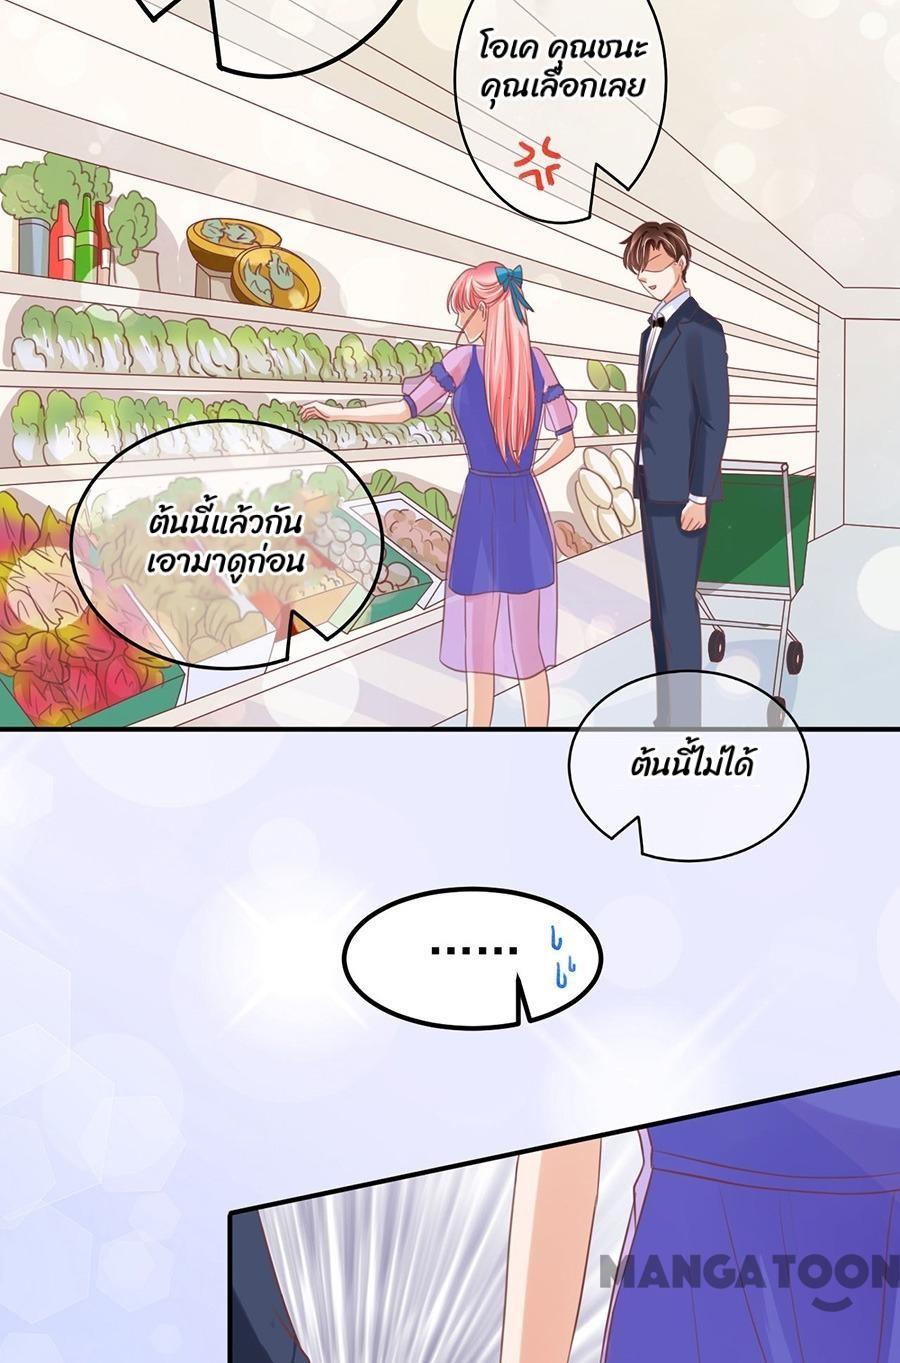 โอเค คุณชนะ
คุณเลือกเลย
ต้นนี้แล้วกัน
เอามาดูก่อน
ต้นนี้ไม่ได้
......
MANGATOON